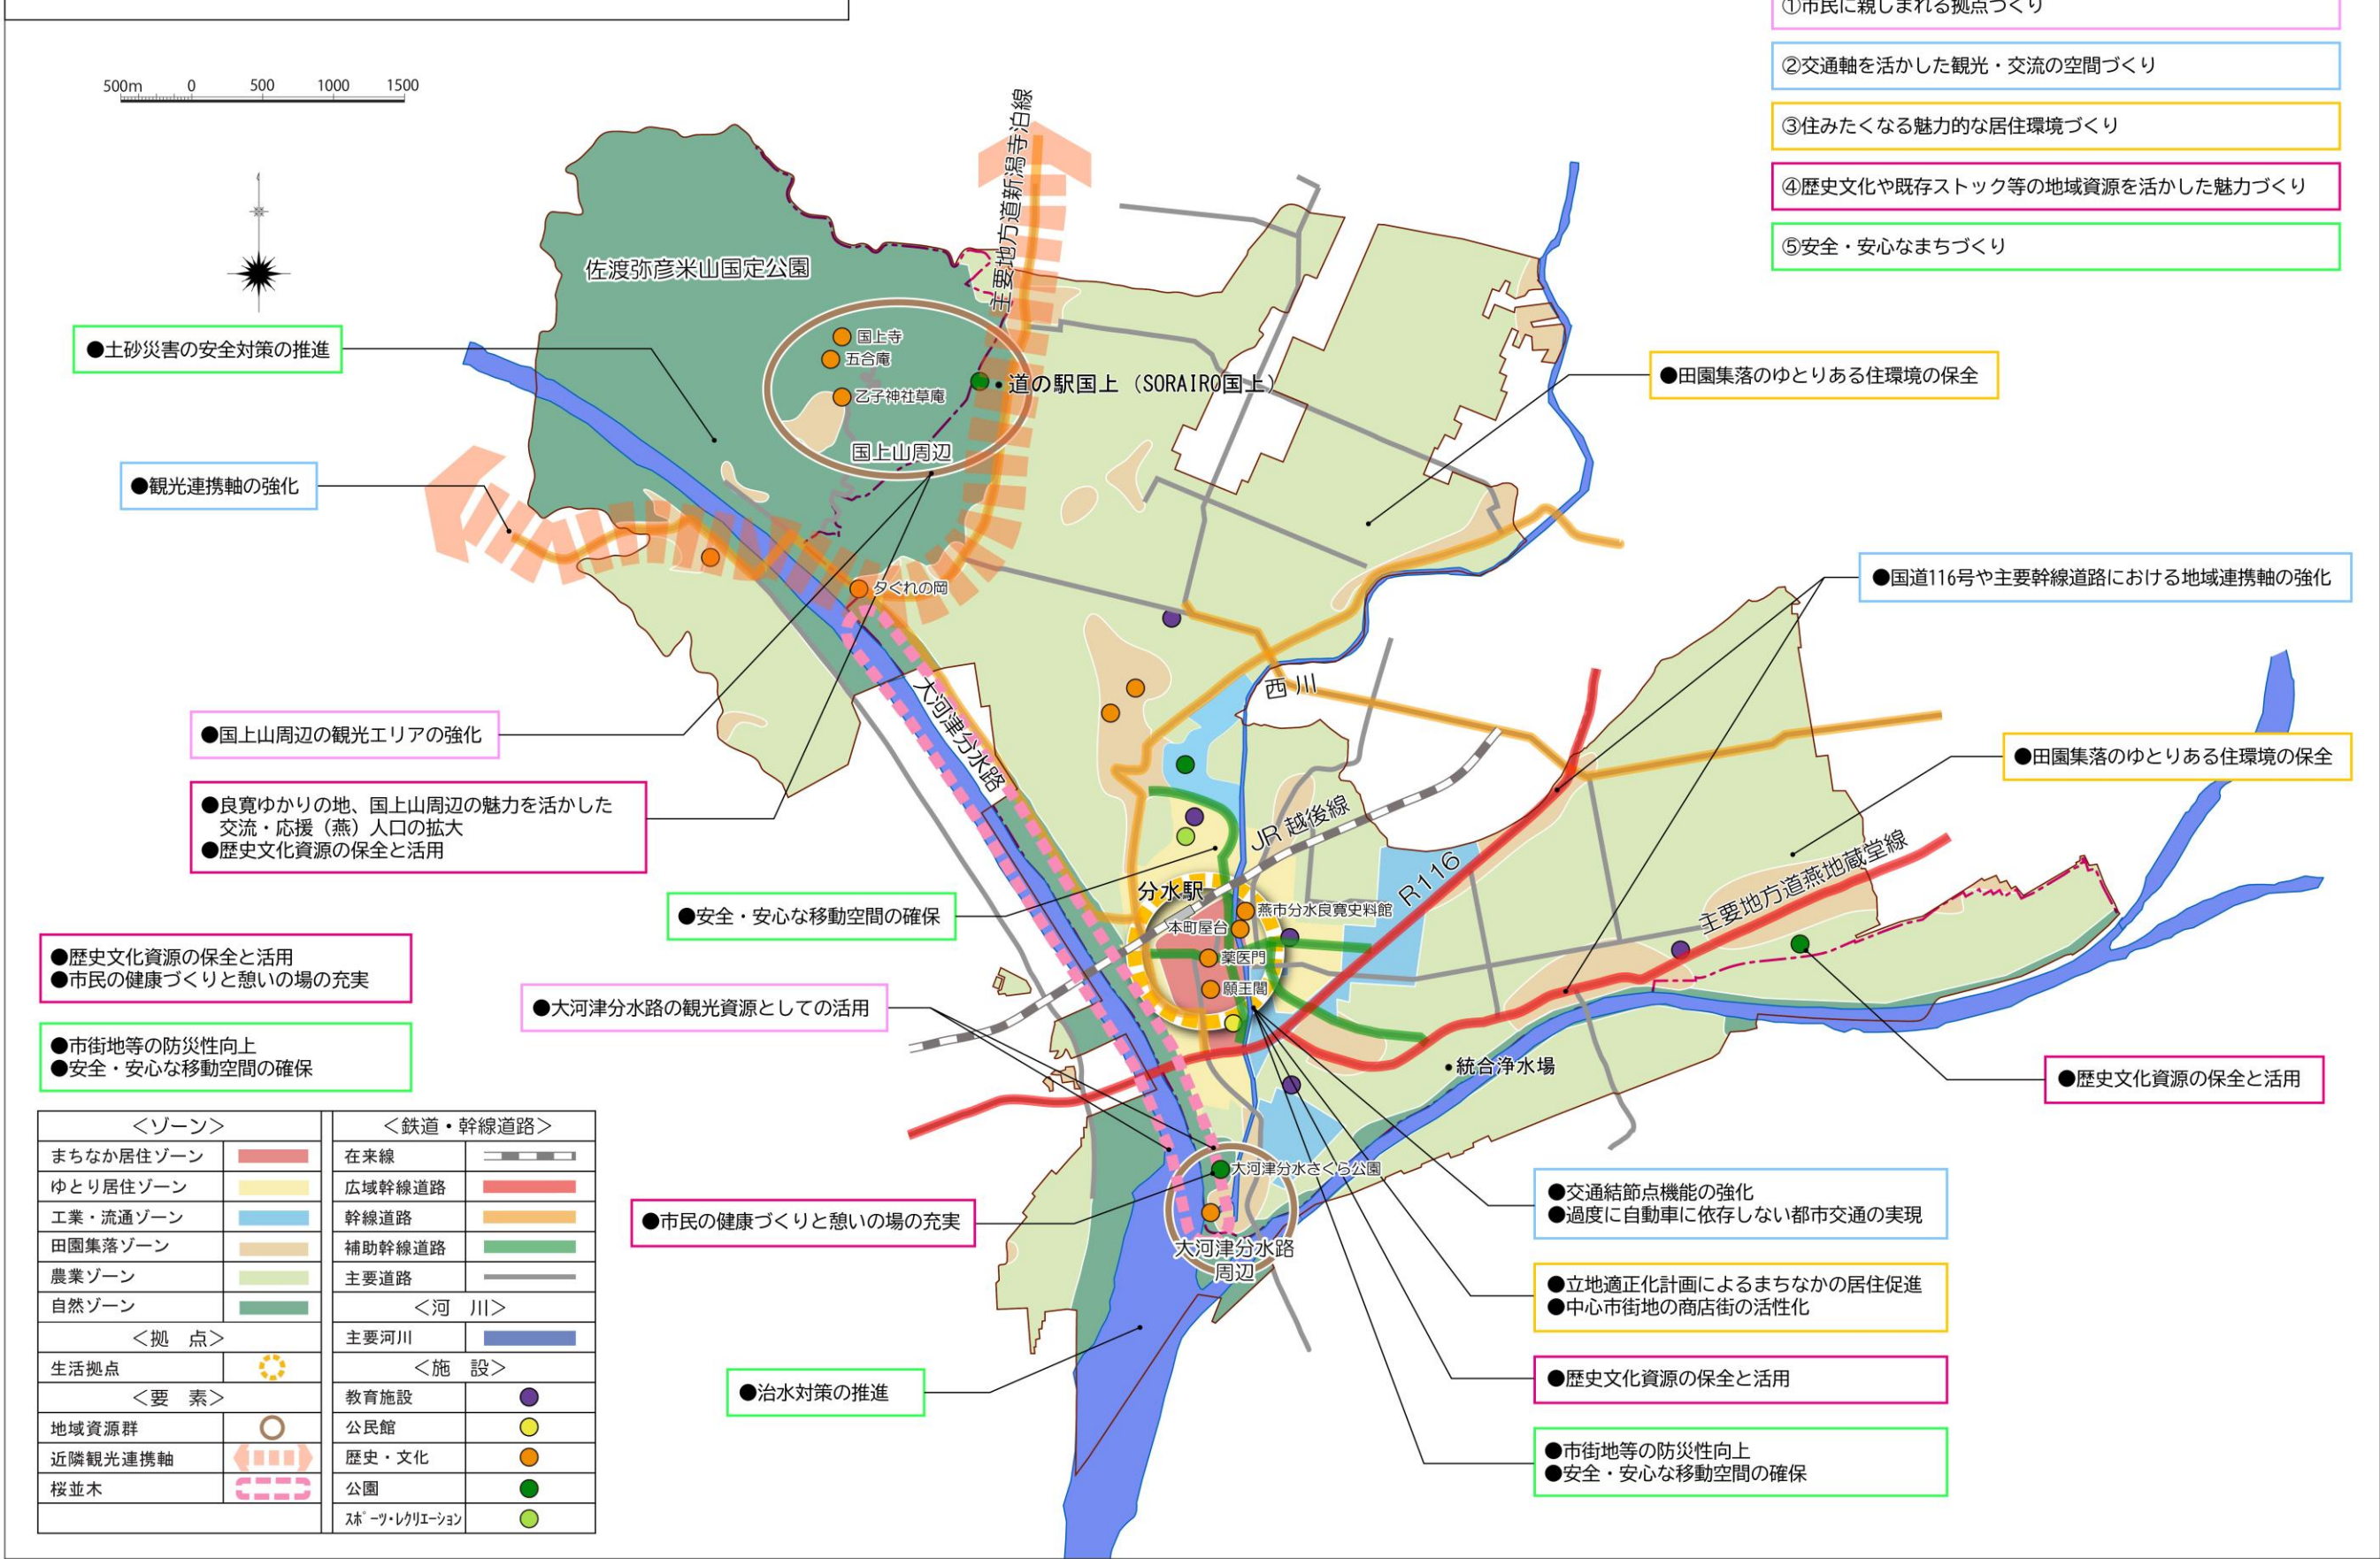 ①市民に親しまれる拠点づくり
②交通軸を活かした観光・交流の空間づくり
③住みたくなる魅力的な居住環境づくり
④歴史文化や既存ストック等の地域資源を活かした魅力づくり
⑤安全・安心なまちづくり
500m 0 500 1000 1500
主要地方道新潟寺泊線
佐渡弥彦米山国定公園
●土砂災害の安全対策の推進
国上寺
五合庵
乙子神社草庵
・道の駅国上（SORAIRO国上）
国上山周辺
●田園集落のゆとりある住環境の保全
●観光連携軸の強化
夕ぐれの岡
●国道116号や主要幹線道路における地域連携軸の強化
西川
大河津分水路
●国上山周辺の観光エリアの強化
●田園集落のゆとりある住環境の保全
●良寛ゆかりの地、国上山周辺の魅力を活かした
交流・応援（燕）人口の拡大
●歴史文化資源の保全と活用
JR越後線
R116
主要地方道燕地蔵堂線
分水駅
●安全・安心な移動空間の確保
燕市分水良寛史料館
本町屋台
薬医門
願王閣
●歴史文化資源の保全と活用
●市民の健康づくりと憩いの場の充実
●大河津分水路の観光資源としての活用
●市街地等の防災性向上
●安全・安心な移動空間の確保
・統合浄水場
●歴史文化資源の保全と活用
大河津分水さくら公園
●市民の健康づくりと憩いの場の充実
大河津分水路
周辺
●交通結節点機能の強化
●過度に自動車に依存しない都市交通の実現
●立地適正化計画によるまちなかの居住促進
●中心市街地の商店街の活性化
●歴史文化資源の保全と活用
●治水対策の推進
●市街地等の防災性向上
●安全・安心な移動空間の確保
＜ゾーン＞
まちなか居住ゾーン
ゆとり居住ゾーン
工業・流通ゾーン
田園集落ゾーン
農業ゾーン
自然ゾーン
＜拠　点＞
生活拠点
＜要　素＞
地域資源群
近隣観光連携軸
桜並木
＜鉄道・幹線道路＞
在来線
広域幹線道路
幹線道路
補助幹線道路
主要道路
＜河　川＞
主要河川
＜施　設＞
教育施設
公民館
歴史・文化
公園
ｽﾎﾟｰﾂ・ﾚｸﾘｴｰｼｮﾝ